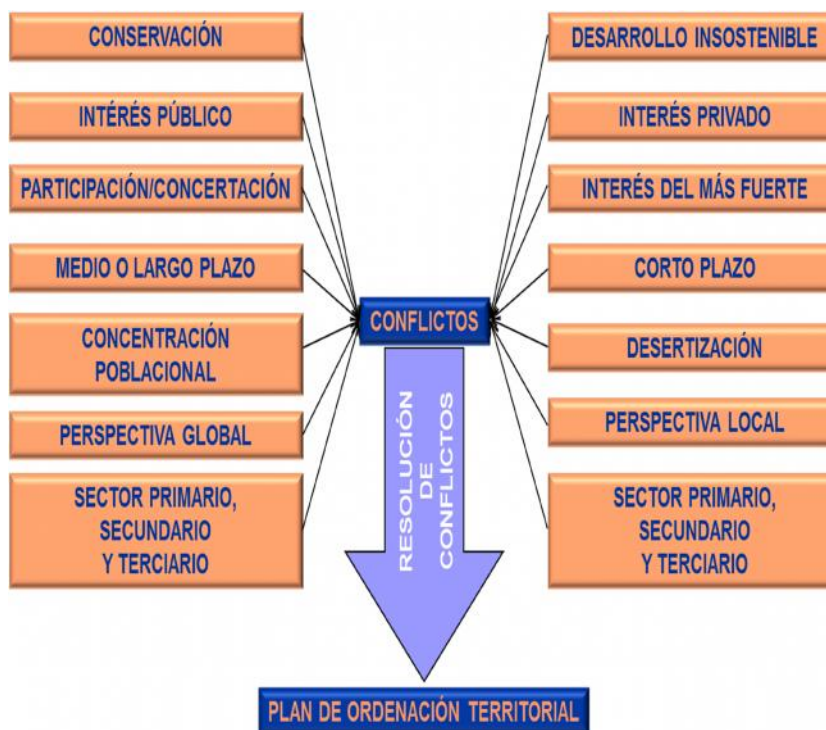 CONSERVACIÓN
INTÉRÉS PÚBLICO
PARTICIPACIÓN/CONCERTACIÓN
MEDIO O LARGO PLAZO
CONCENTRACIÓN
POBLACIONAL
PERSPECTIVA GLOBAL
SECTOR PRIMARIO,
SECUNDARIO
Y TERCIARIO
CONFLICTOS
RESOLUCIÓN
DE
CONFLICTOS
DESARROLLO INSOSTENIBLE
INTERÉS PRIVADO
INTERÉS DEL MÁS FUERTE
CORTO PLAZO
DESERTIZACIÓN
PERSPECTIVA LOCAL
SECTOR PRIMARIO,
SECUNDARIO
Y TERCIARIO
PLAN DE ORDENACIÓN TERRITORIAL